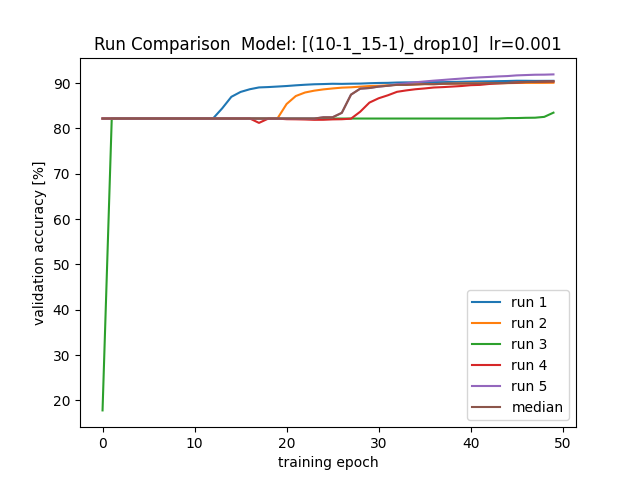 Run Comparison  Model: [(10-1_15-1)_drop10]  lr=0.001
validation accuracy [%]
90
80
70
60
50
40
30
20
0
10
20
30
40
50
training epoch
run 1
run 2
run 3
run 4
run 5
median